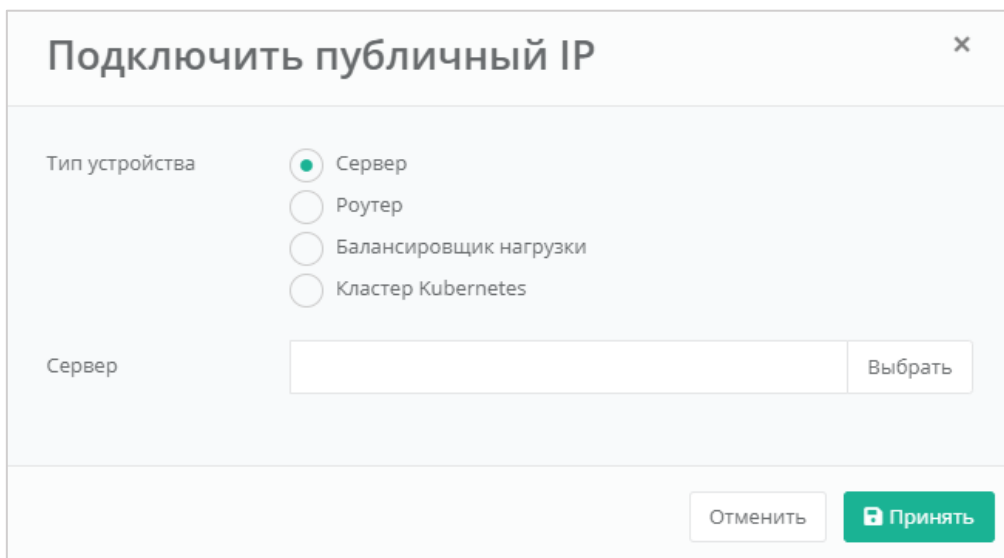 Подключить публичный IP
×
Тип устройства
Сервер
Роутер
Балансировщик нагрузки
Кластер Kubernetes
Сервер
Выбрать
Отменить
Принять